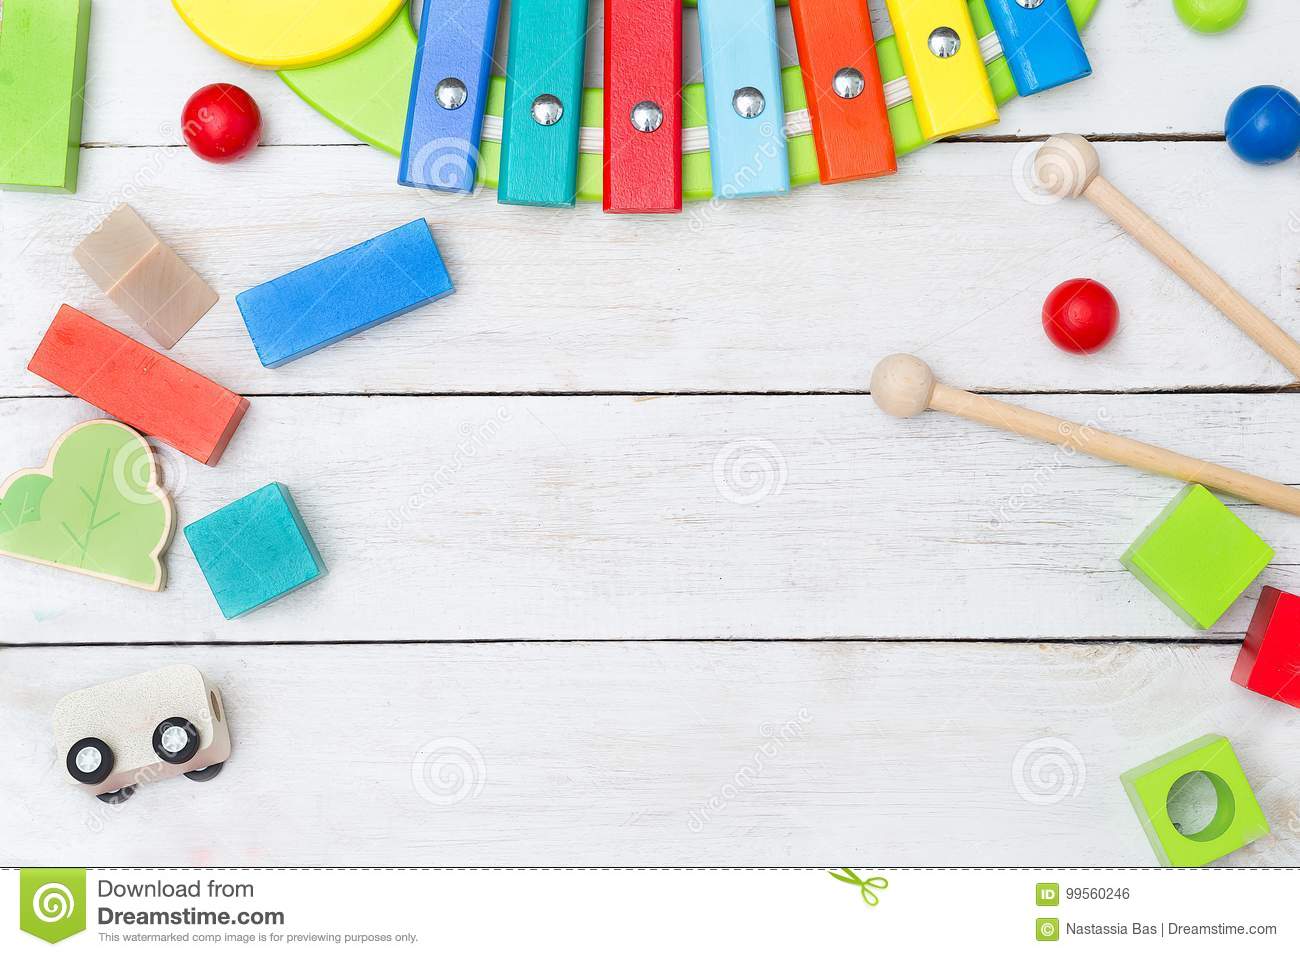 Download from
Dreamstime.com
This watermarked comp image is for previewing purposes only.
ID 99560246
© Nastassia Bas | Dreamstime.com